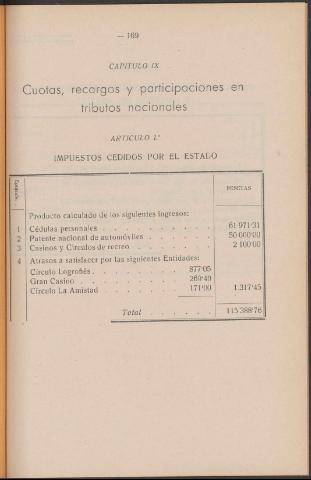 — 169
CAPITULO IX
Cuotas, recargos y participaciones en
tributos nacionales
ARTICULO 1.°
IMPUESTOS CEDIDOS POR EL ESTADO
PESETAS
Producto calculado de los siguientes ingresos:
1 Cédulas personales . . . . . . . 61 971'31
2 Patente nacional de automóviles . . . . . . 50 000'00
3 Casinos y Círculos de recreo . . . . . . 2 100'00
4 Atrasos a satisfacer por las siguientes Entidades:
Círculo Logroñés . . . . . . . 877'05
Gran Casino . . . . . . . 269'40
Círculo La Amistad . . . . . . 171'00 1.317'45
Total . . . . . . 115 388'76